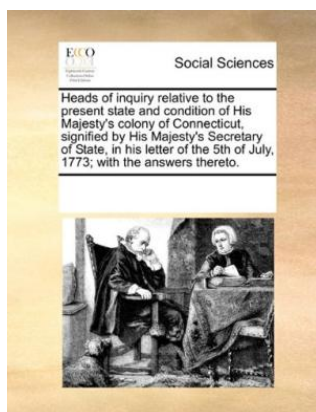 ECCO
Social Sciences
Heads of inquiry relative to the
present state and condition of His
Majesty's colony of Connecticut,
signified by His Majesty's Secretary
of State, in his letter of the 5th of July,
1773; with the answers thereto.